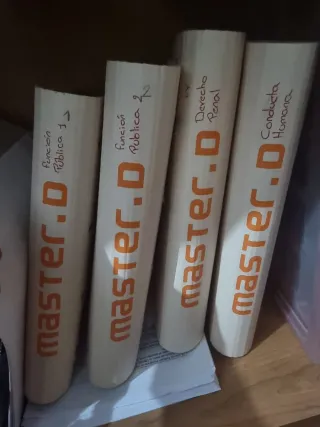 Función
Pública 1
master.D
Función
Pública 2
master.D
Derecho
Penal
master.D
Conducta
Humana
master.D